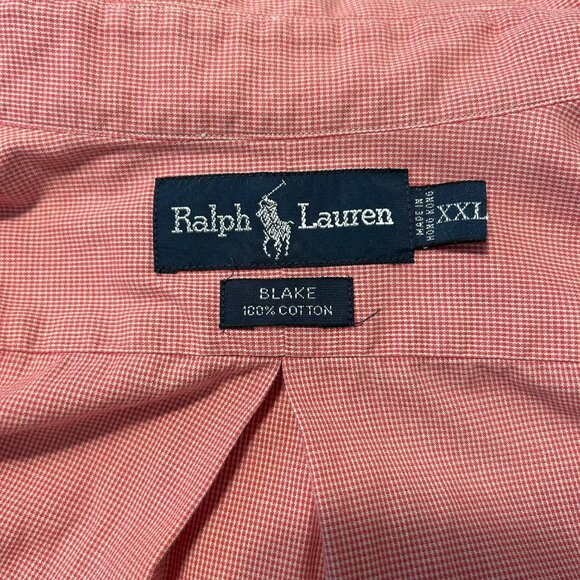 Ralph Lauren
MADE IN
HONG KONG
XXL
BLAKE
100% COTTON